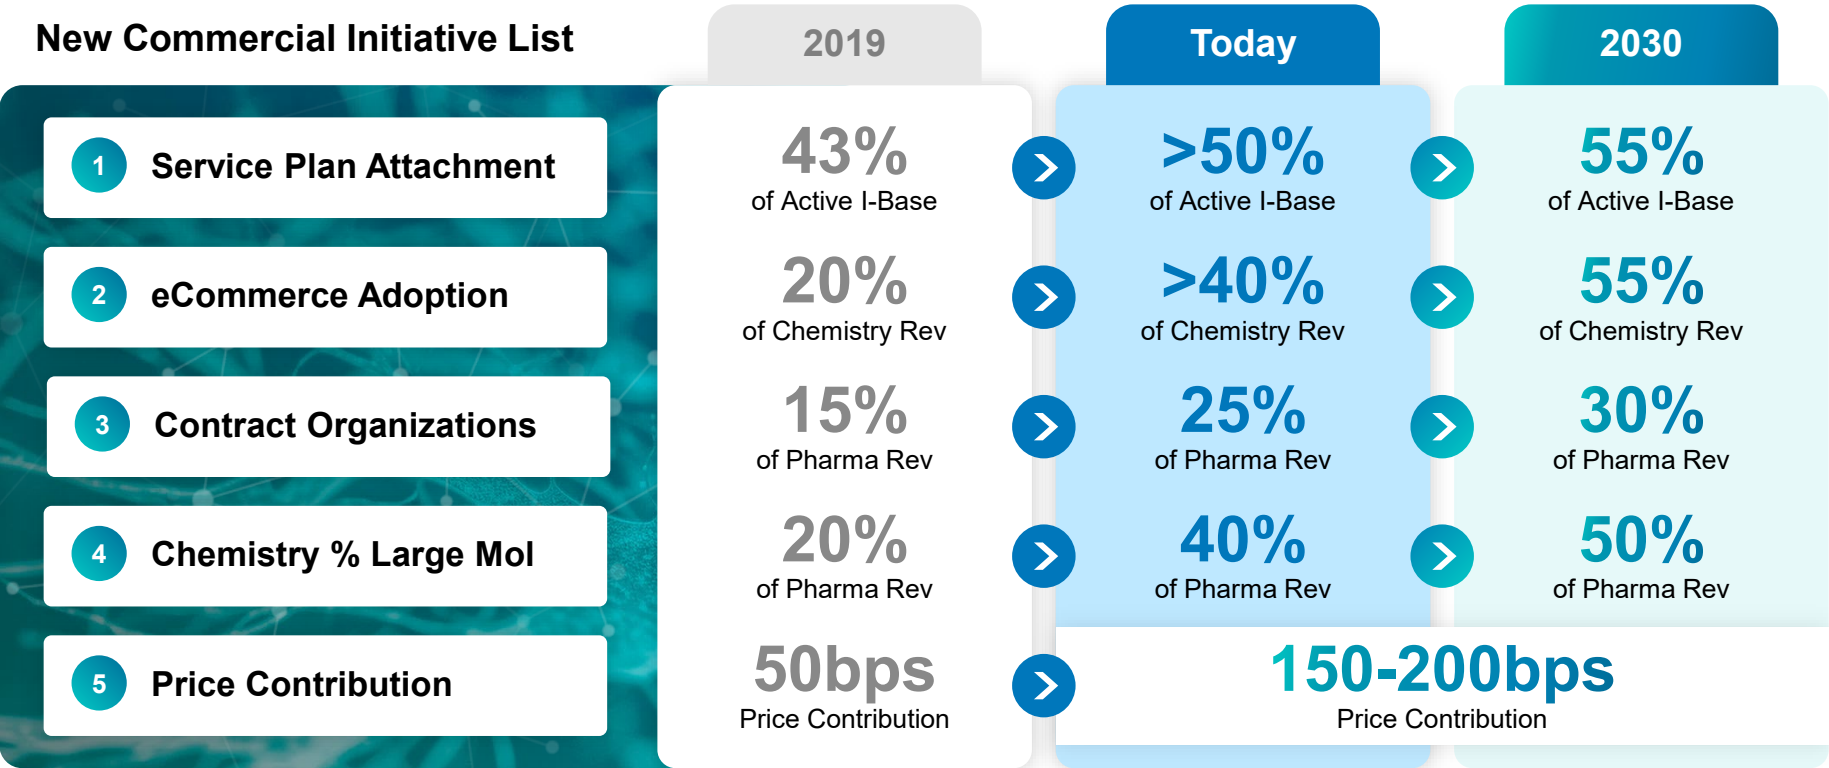 New Commercial Initiative List
2019
Today
2030
1
Service Plan Attachment
43%
of Active I-Base
>50%
of Active I-Base
55%
of Active I-Base
2
eCommerce Adoption
20%
of Chemistry Rev
>40%
of Chemistry Rev
55%
of Chemistry Rev
3
Contract Organizations
15%
of Pharma Rev
25%
of Pharma Rev
30%
of Pharma Rev
4
Chemistry % Large Mol
20%
of Pharma Rev
40%
of Pharma Rev
50%
of Pharma Rev
5
Price Contribution
50bps
Price Contribution
150-200bps
Price Contribution